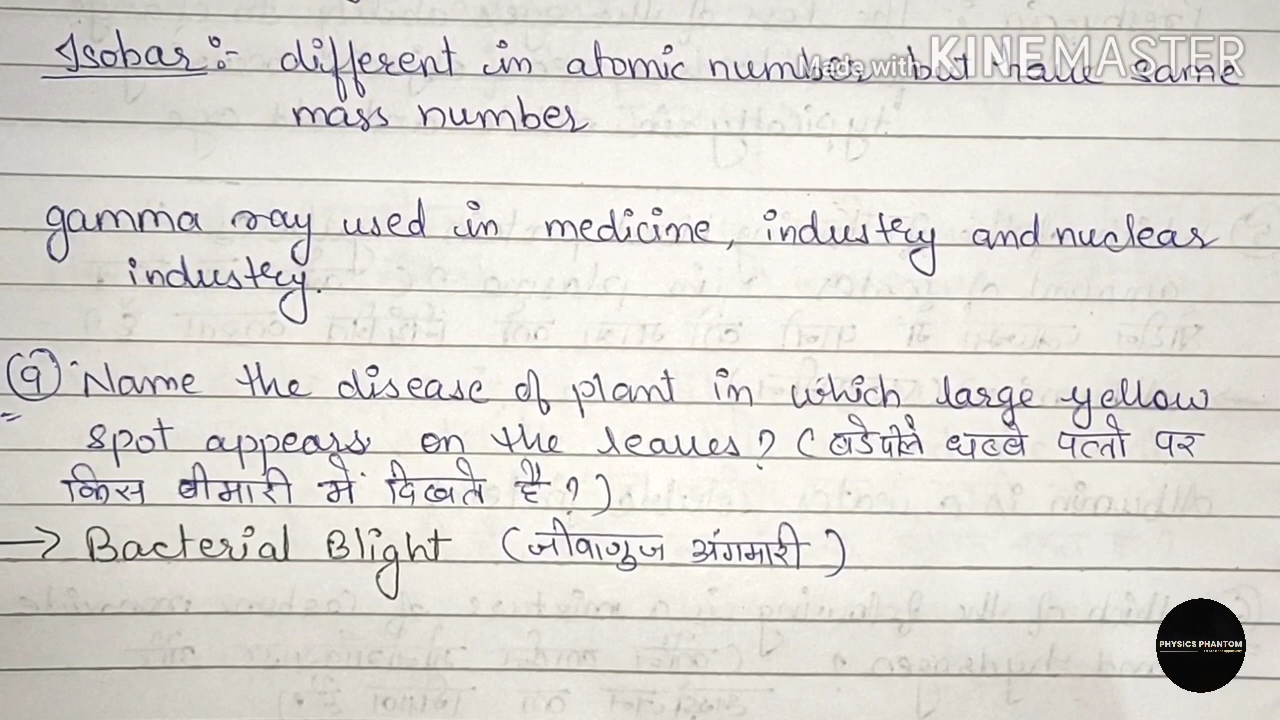 Isobar :- different in atomic number but have same
Made with KINEMASTER
mass number
gamma ray used in medicine, industry and nuclear
industry.
(9) Name the disease of plant in which large yellow
spot appears on the leaves? (बडे पीले धब्बे पत्तो पर
किस बीमारी में दिखते है?)
→ Bacterial Blight (जीवाणुज अंगमारी)
PHYSICS PHANTOM